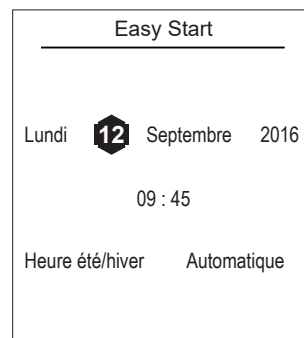 Easy Start
Lundi 12 Septembre 2016
09 : 45
Heure été/hiver Automatique